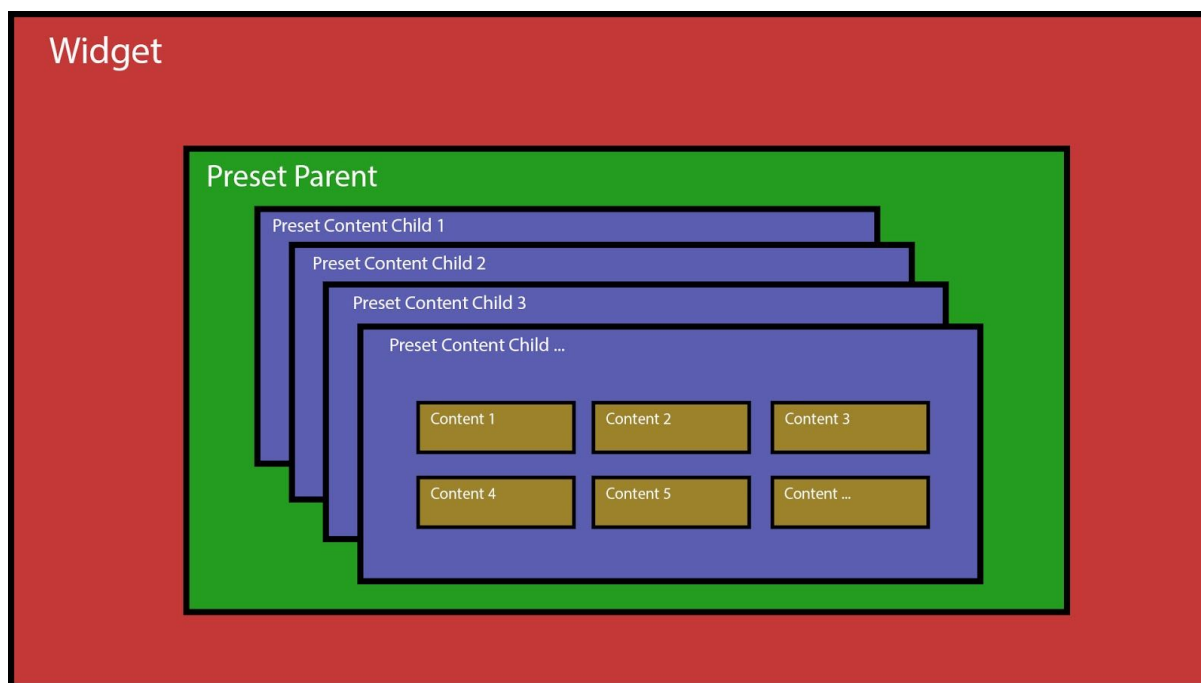 Widget
Preset Parent
Preset Content Child 1
Preset Content Child 2
Preset Content Child 3
Preset Content Child ...
Content 1
Content 2
Content 3
Content 4
Content 5
Content ...